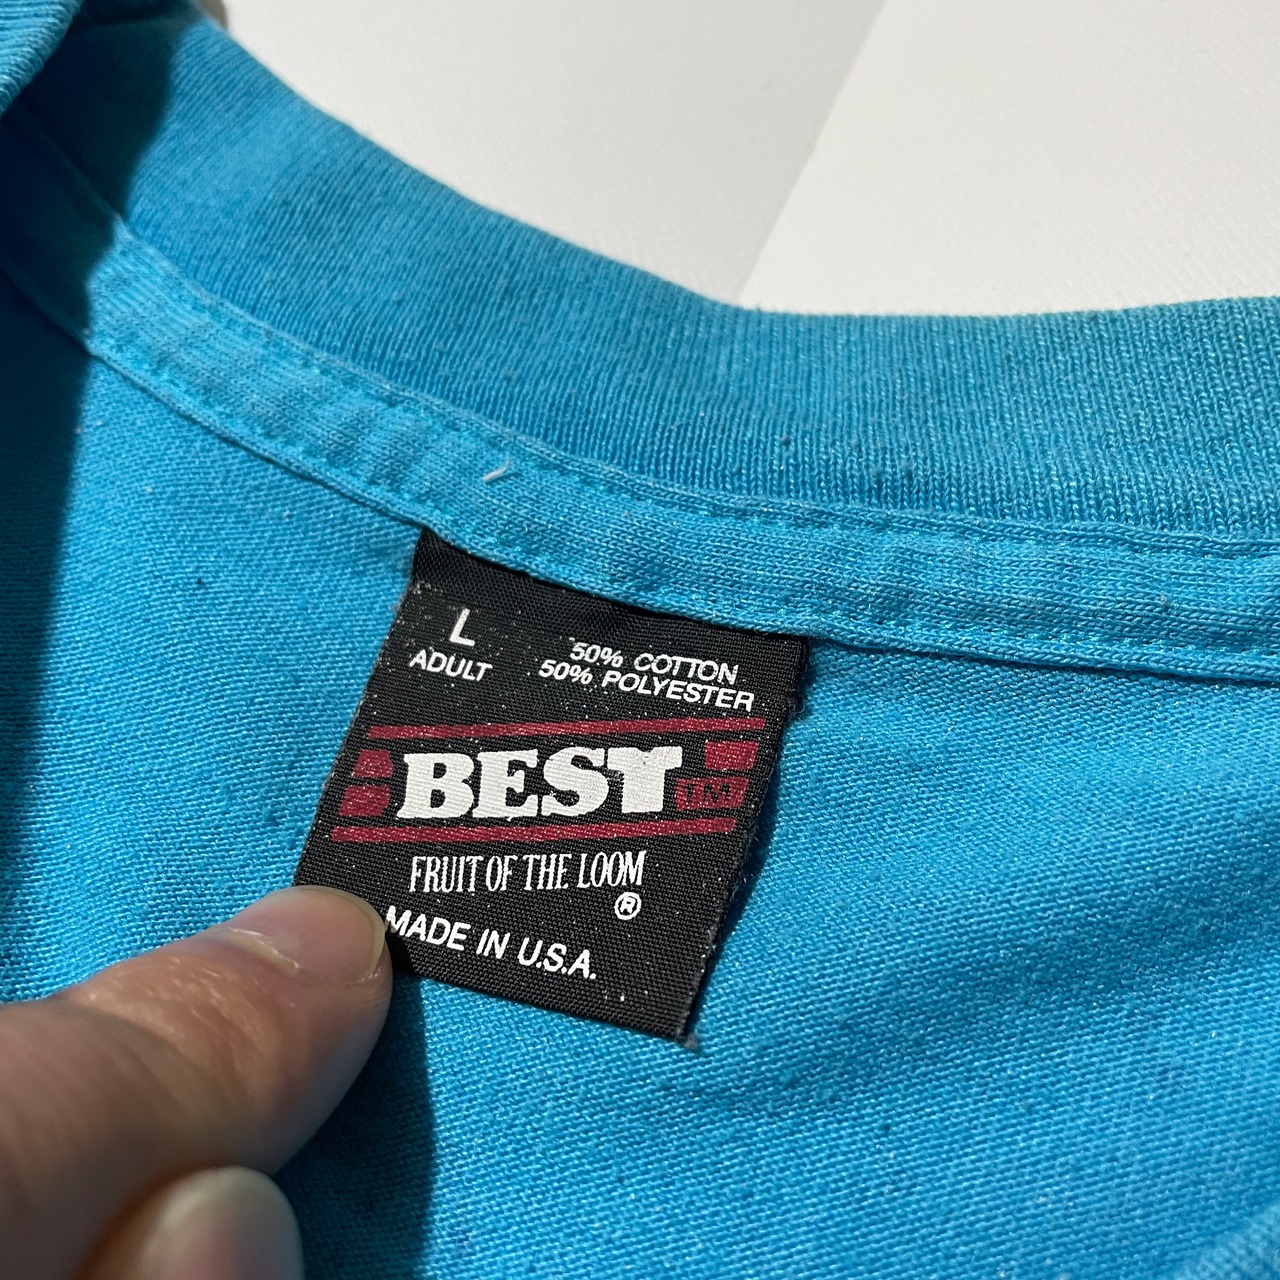 L
ADULT
50% COTTON
50% POLYESTER
BEST TM
FRUIT OF THE LOOM
®
MADE IN U.S.A.